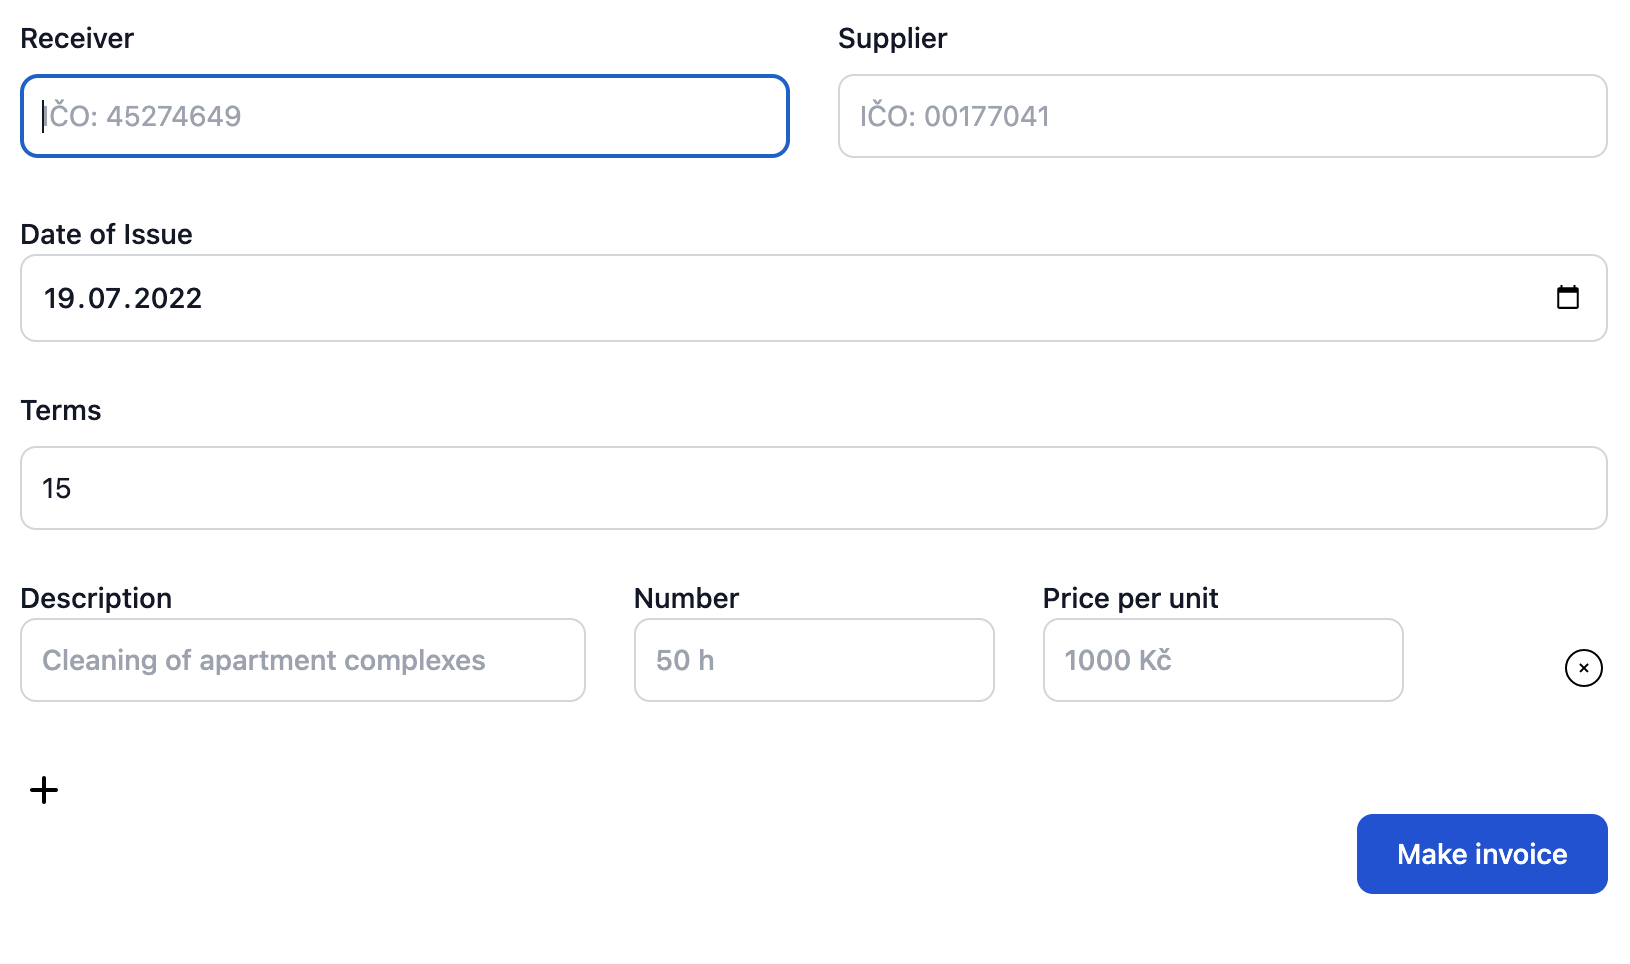 Receiver
Supplier
IČO: 45274649
IČO: 00177041
Date of Issue
19.07.2022
Terms
15
Description
Number
Price per unit
Cleaning of apartment complexes
50 h
1000 Kč
Make invoice